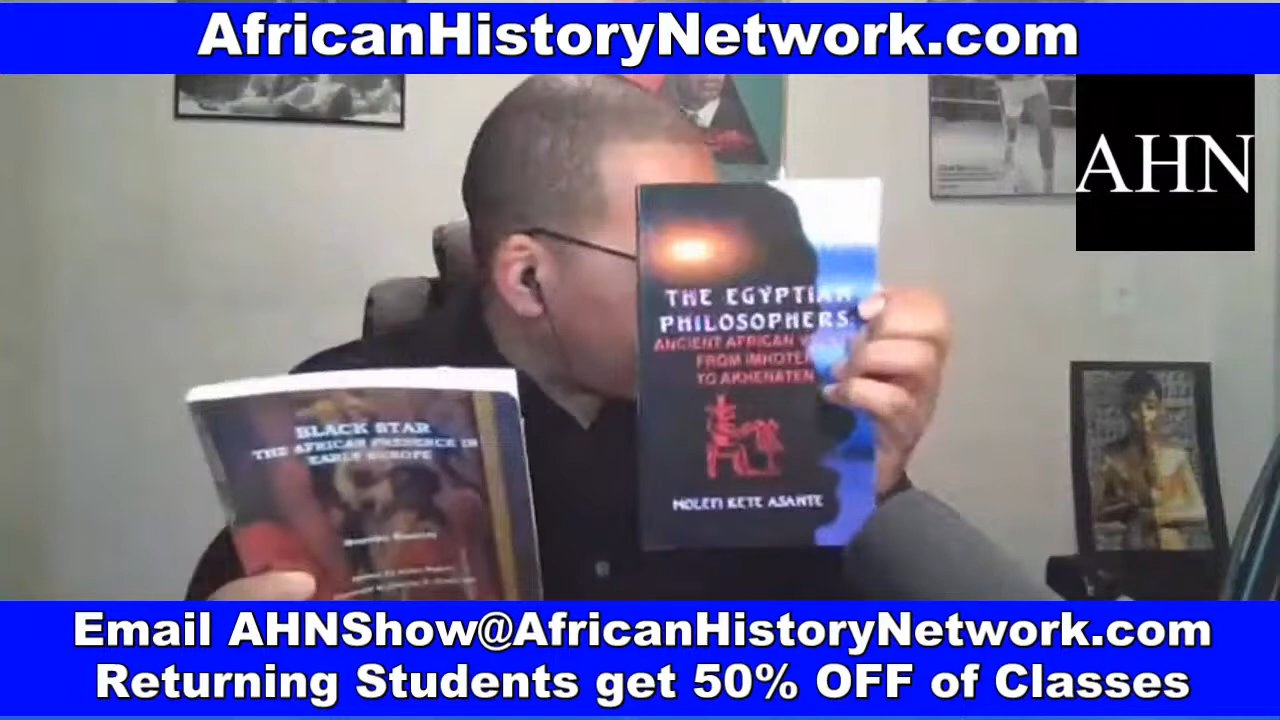 AfricanHistoryNetwork.com
AHN
THE EGYPTIAN
PHILOSOPHERS
ANCIENT AFRICAN
FROM IMHOTEP
TO AKHENATEN
MOLEFI KETE ASANTE
BLACK STAR
THE AFRICAN PRESENCE IN
EARLY EUROPE
Email AHNShow@AfricanHistoryNetwork.com
Returning Students get 50% OFF of Classes